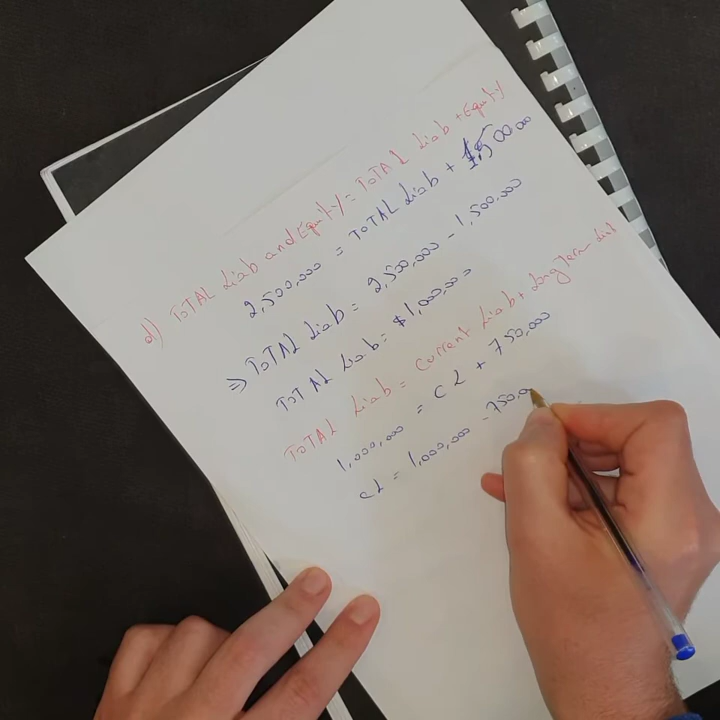 d) TOTAL Liab and Equity = TOTAL Liab + Equity
2,500,000 = TOTAL Liab + 1,500.000
=> TOTAL Liab = 2,500.000 - 1,500.000
TOTAL Liab = $1,000.000
TOTAL Liab = Current Liab + Long Term debt
1,000,000 = CL + 750.000
CL = 1,000,000 - 750.0